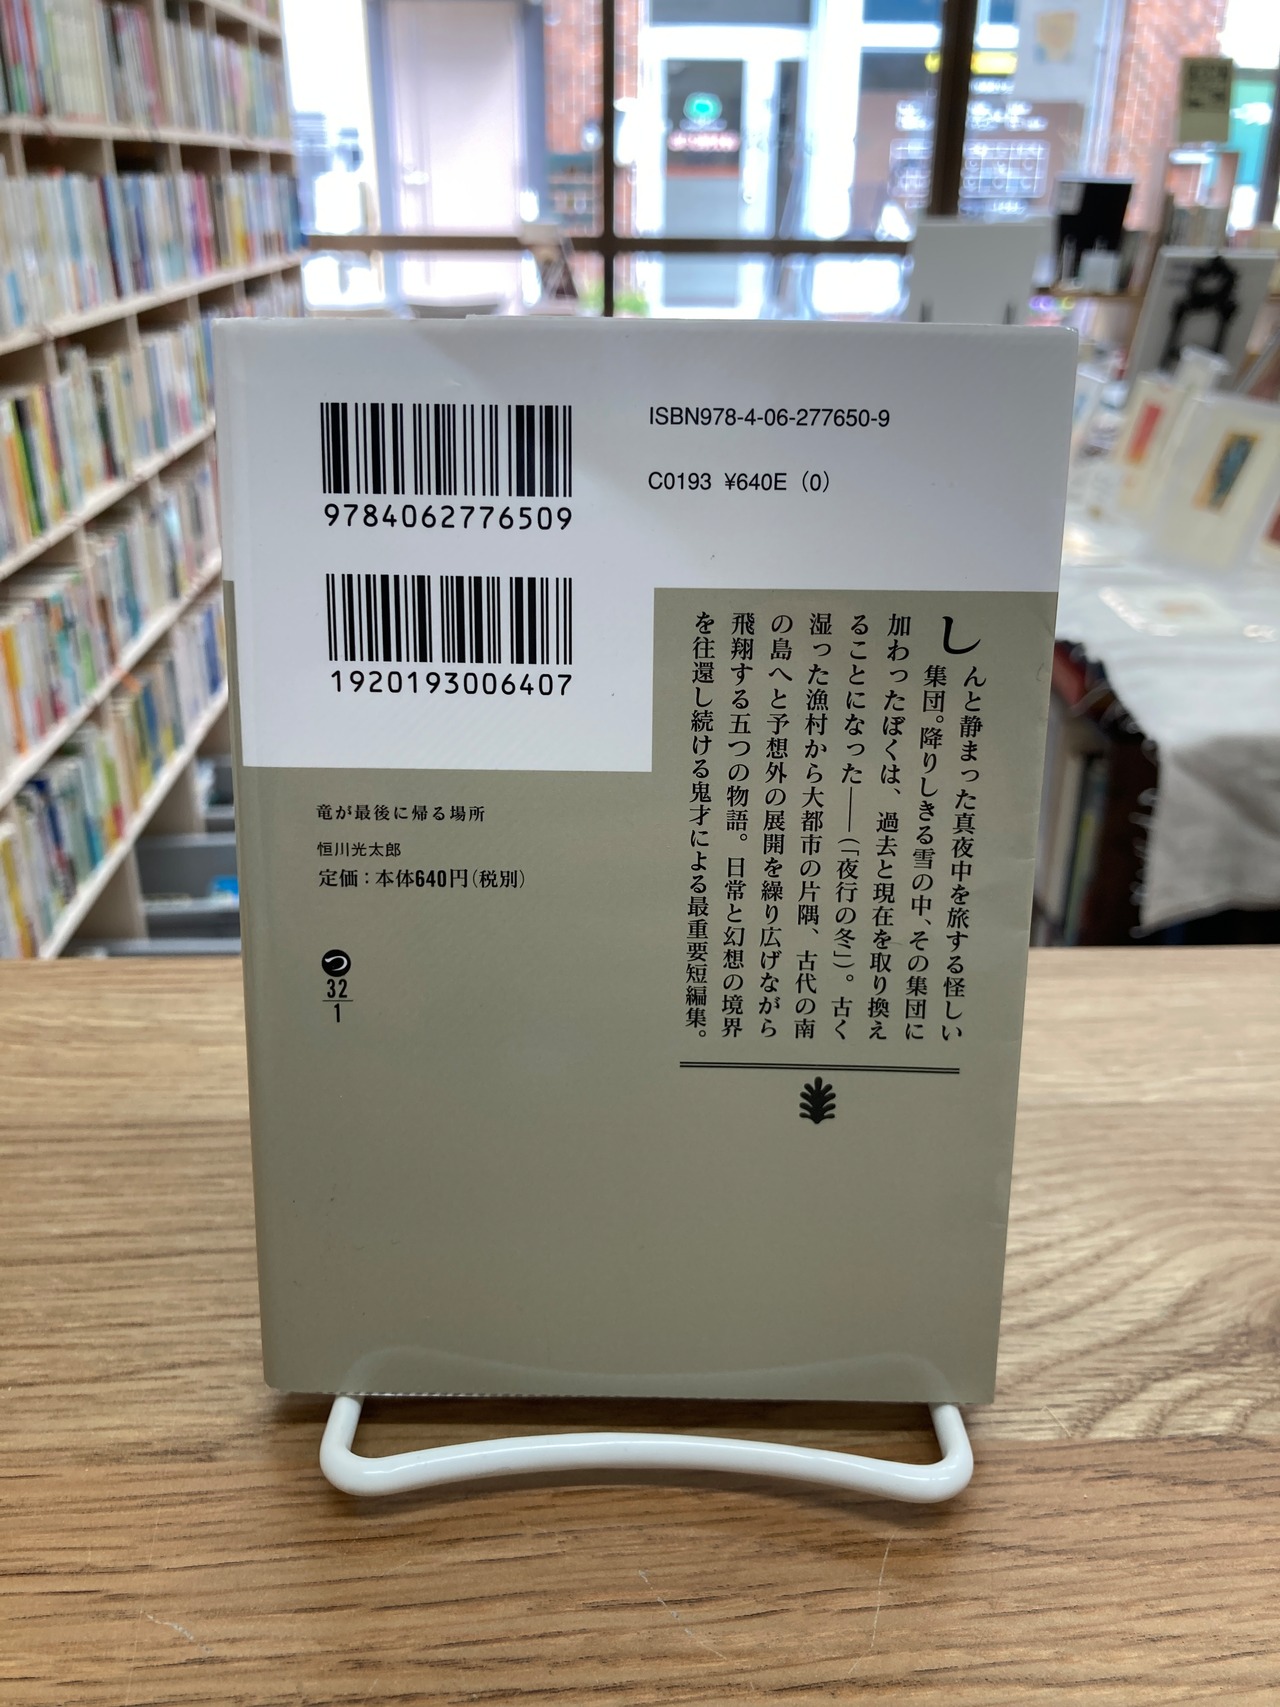 9784062776509
1920193006407
ISBN978-4-06-277650-9
C0193 ¥640E (0)
しんと静まった真夜中を旅する怪しい
集団。降りしきる雪の中、その集団に
加わったぼくは、過去と現在を取り換え
ることになった――(「夜行の冬」)。古く
湿った漁村から大都市の片隅、古代の南
の島へと予想外の展開を繰り広げながら
飛翔する五つの物語。日常と幻想の境界
を往還し続ける鬼才による最重要短編集。
竜が最後に帰る場所
恒川光太郎
定価:本体640円(税別)
つ
32
1